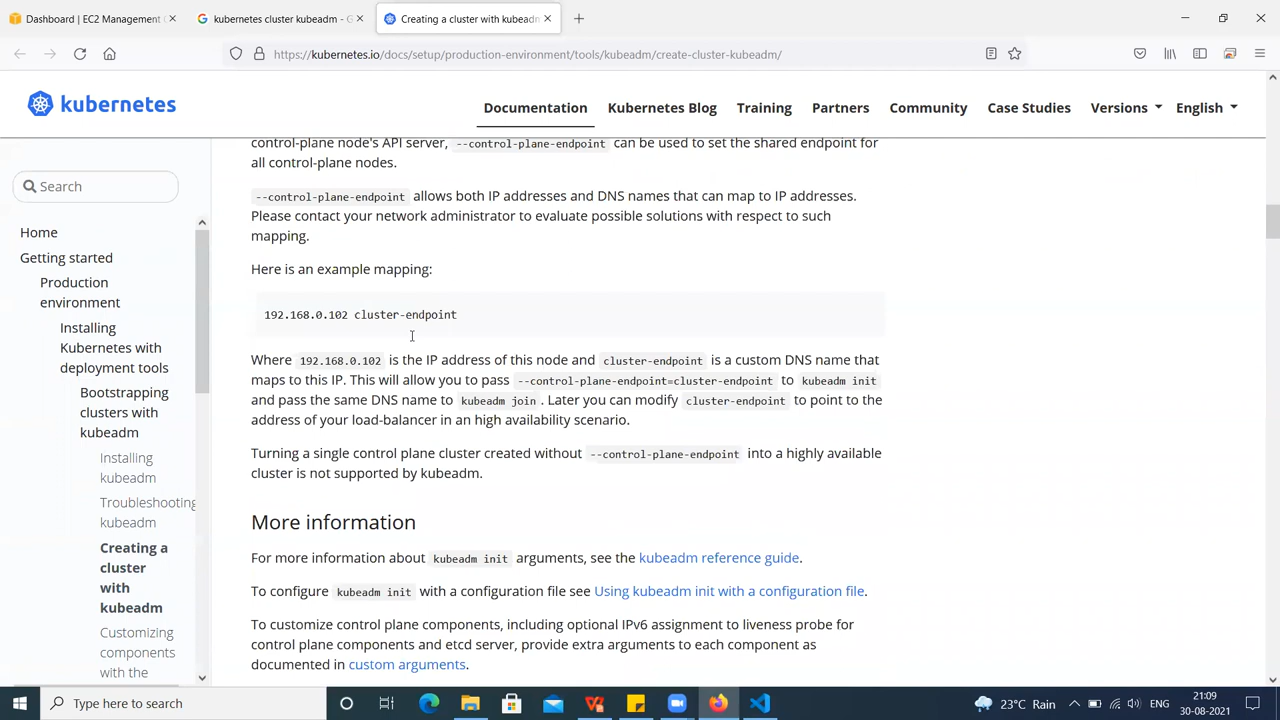 Dashboard | EC2 Management
kubernetes cluster kubeadm - G
Creating a cluster with kubeadm
https://kubernetes.io/docs/setup/production-environment/tools/kubeadm/create-cluster-kubeadm/
kubernetes
Documentation
Kubernetes Blog
Training
Partners
Community
Case Studies
Versions
English
Search
Home
Getting started
Production
environment
Installing
Kubernetes with
deployment tools
Bootstrapping
clusters with
kubeadm
Installing
kubeadm
Troubleshooting
kubeadm
Creating a
cluster
with
kubeadm
Customizing
components
with the
control-plane node's API server, --control-plane-endpoint can be used to set the shared endpoint for
all control-plane nodes.
--control-plane-endpoint allows both IP addresses and DNS names that can map to IP addresses.
Please contact your network administrator to evaluate possible solutions with respect to such
mapping.
Here is an example mapping:
192.168.0.102 cluster-endpoint
Where 192.168.0.102 is the IP address of this node and cluster-endpoint is a custom DNS name that
maps to this IP. This will allow you to pass --control-plane-endpoint=cluster-endpoint to kubeadm init
and pass the same DNS name to kubeadm join. Later you can modify cluster-endpoint to point to the
address of your load-balancer in an high availability scenario.
Turning a single control plane cluster created without --control-plane-endpoint into a highly available
cluster is not supported by kubeadm.
More information
For more information about kubeadm init arguments, see the kubeadm reference guide.
To configure kubeadm init with a configuration file see Using kubeadm init with a configuration file.
To customize control plane components, including optional IPv6 assignment to liveness probe for
control plane components and etcd server, provide extra arguments to each component as
documented in custom arguments.
Type here to search
23°C Rain
ENG
21:09
30-08-2021